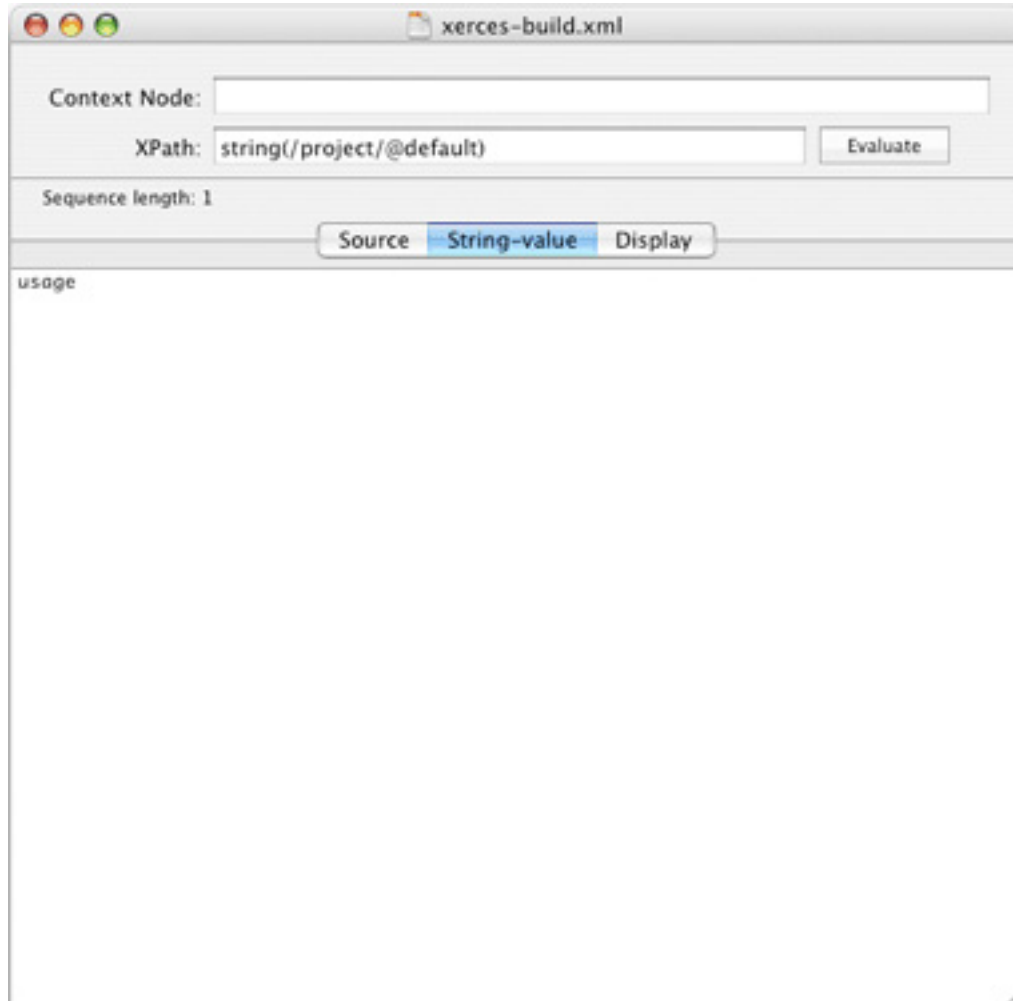 xerces-build.xml
Context Node:
XPath: string(/project/@default) Evaluate
Sequence length: 1
Source String-value Display
usage